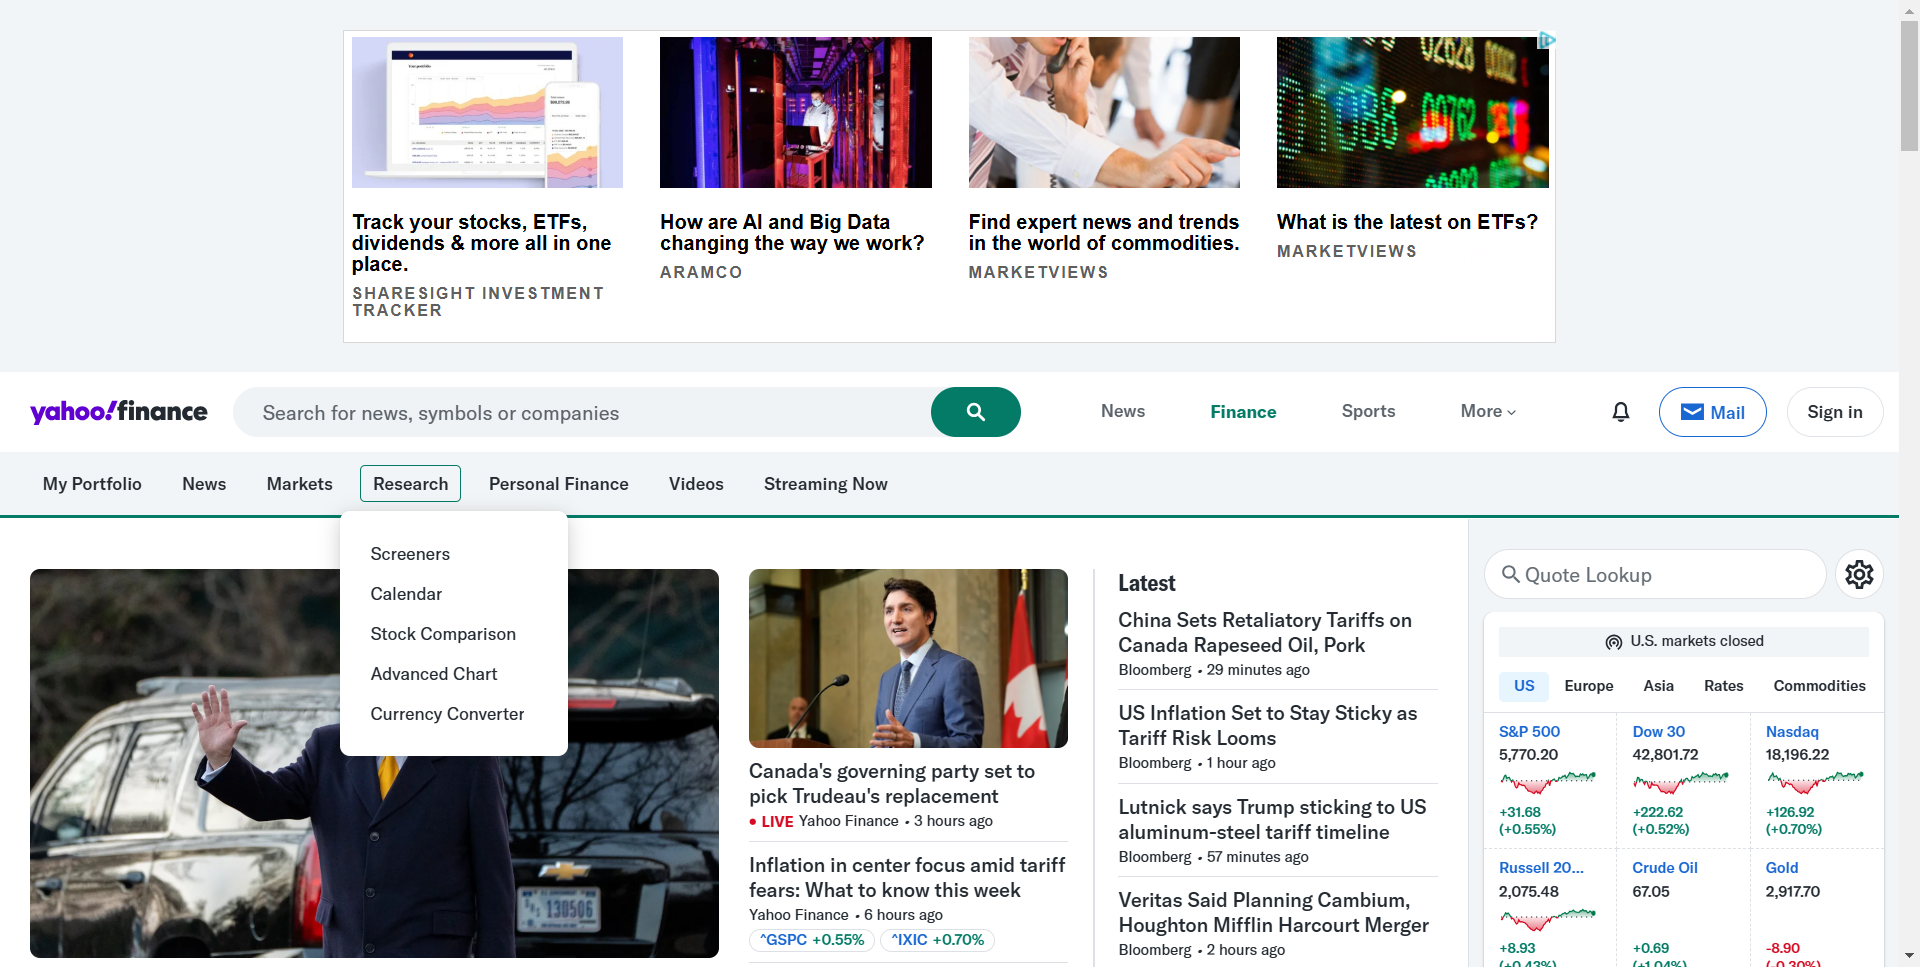 Track your stocks, ETFs,
dividends & more all in one
place.
SHARESIGHT INVESTMENT
TRACKER
How are AI and Big Data
changing the way we work?
ARAMCO
Find expert news and trends
in the world of commodities.
MARKETVIEWS
What is the latest on ETFs?
MARKETVIEWS
yahoo!finance
Search for news, symbols or companies
News
Finance
Sports
More
Mail
Sign in
My Portfolio
News
Markets
Research
Personal Finance
Videos
Streaming Now
Screeners
Calendar
Stock Comparison
Advanced Chart
Currency Converter
130506
Canada's governing party set to
pick Trudeau's replacement
• LIVE Yahoo Finance • 3 hours ago
Inflation in center focus amid tariff
fears: What to know this week
Yahoo Finance • 6 hours ago
^GSPC +0.55%
^IXIC +0.70%
Latest
China Sets Retaliatory Tariffs on
Canada Rapeseed Oil, Pork
Bloomberg • 29 minutes ago
US Inflation Set to Stay Sticky as
Tariff Risk Looms
Bloomberg • 1 hour ago
Lutnick says Trump sticking to US
aluminum-steel tariff timeline
Bloomberg • 57 minutes ago
Veritas Said Planning Cambium,
Houghton Mifflin Harcourt Merger
Bloomberg • 2 hours ago
Quote Lookup
U.S. markets closed
US
Europe
Asia
Rates
Commodities
S&P 500
5,770.20
+31.68
(+0.55%)
Dow 30
42,801.72
+222.62
(+0.52%)
Nasdaq
18,196.22
+126.92
(+0.70%)
Russell 20...
2,075.48
+8.93
(+0.43%)
Crude Oil
67.05
+0.69
(+1.04%)
Gold
2,917.70
-8.90
(-0.30%)